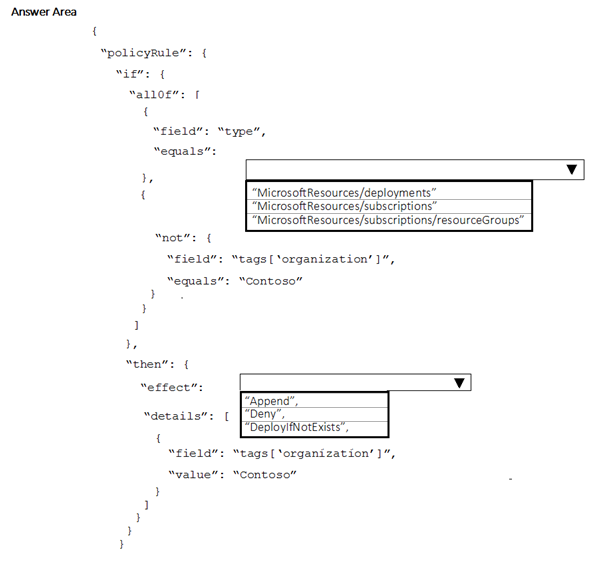 Answer Area
{
“policyRule”: {
“if”: {
“allOf”: [
{
“field”: “type”,
“equals”:
},
{
“MicrosoftResources/deployments”
“MicrosoftResources/subscriptions”
“MicrosoftResources/subscriptions/resourceGroups”
“not”: {
“field”: “tags[‘organization’]”,
“equals”: “Contoso”
}
}
]
},
“then”: {
“effect”:
“Append”,
“Deny”,
“DeployIfNotExists”,
“details”: [
{
“field”: “tags[‘organization’]”,
“value”: “Contoso”
}
]
}
}
}